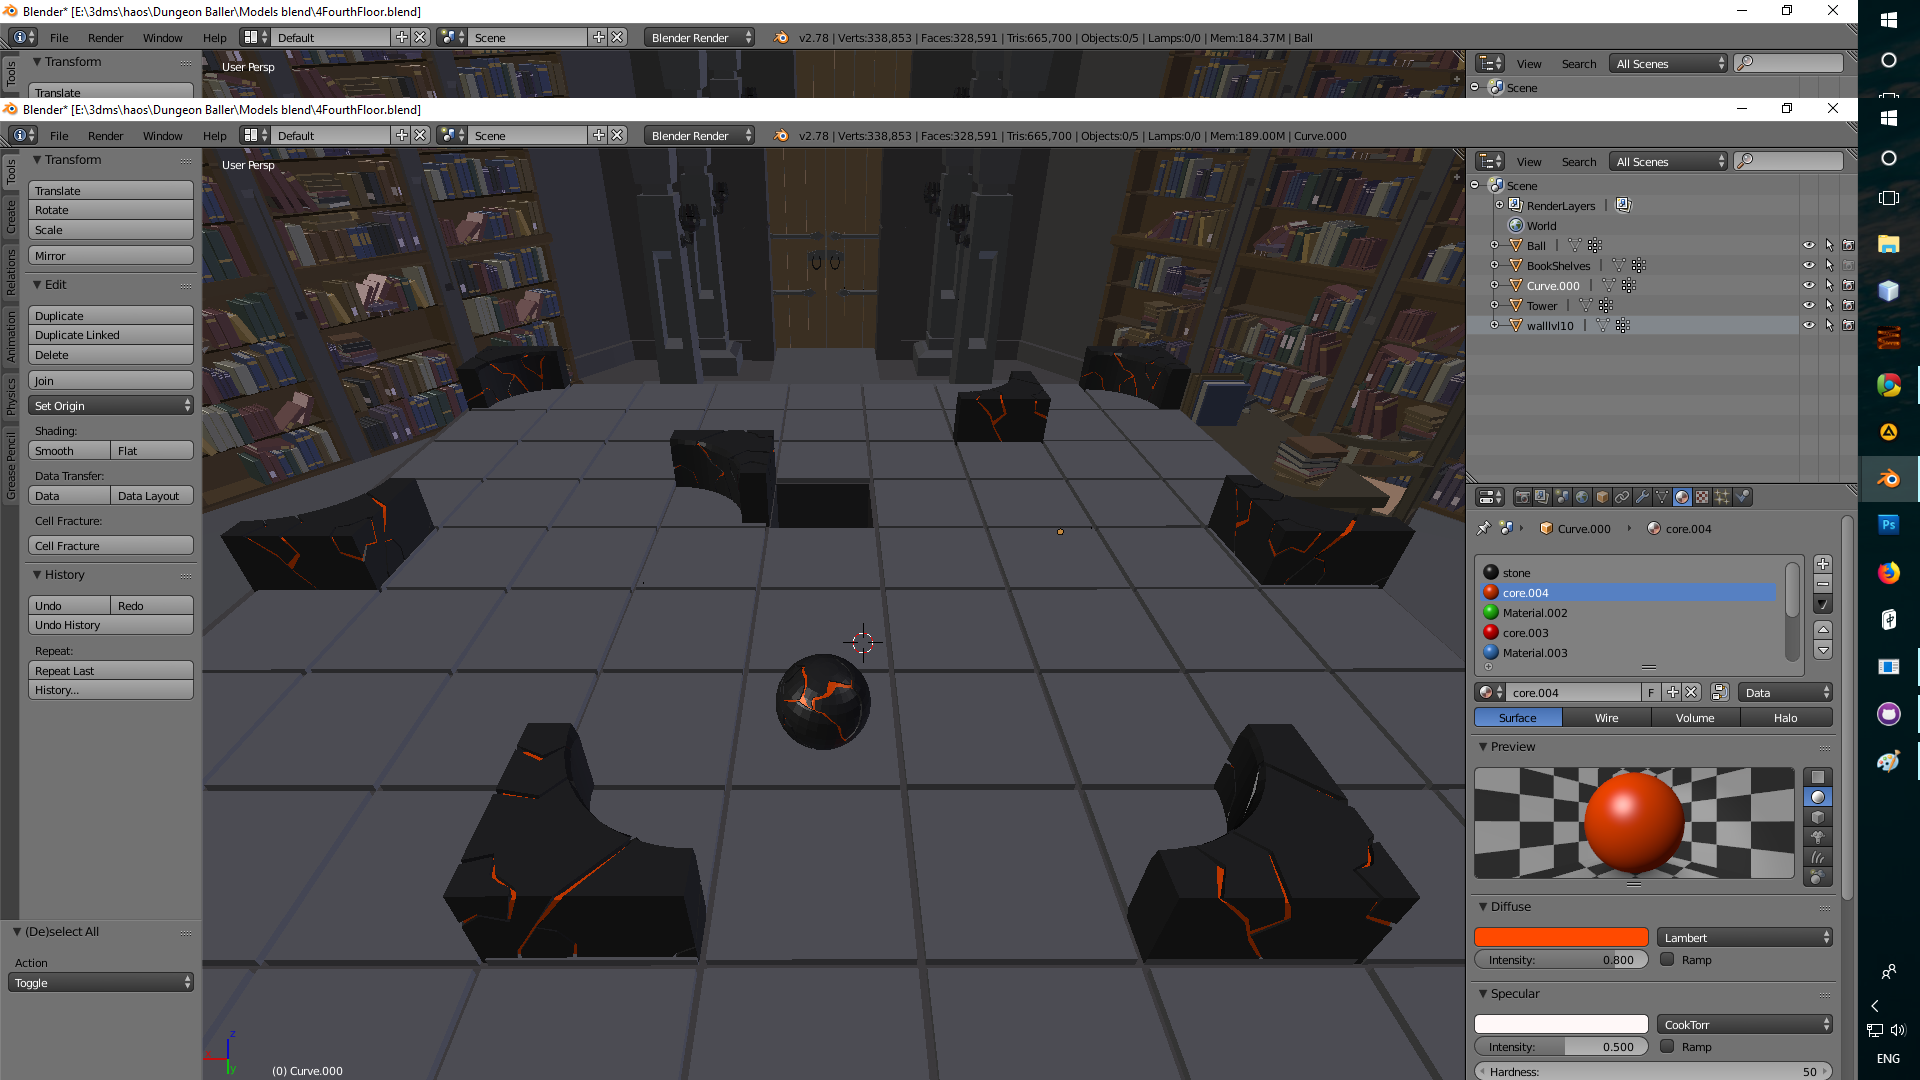 Blender* [E:\3dms\haos\Dungeon Baller\Models blend\4FourthFloor.blend]
File Render Window Help Default Scene Blender Render v2.78 | Verts:338,853 | Faces:328,591 | Tris:665,700 | Objects:0/5 | Lamps:0/0 | Mem:184.37M | Ball
Tools
Transform
Translate
User Persp
View Search All Scenes
Scene
Blender* [E:\3dms\haos\Dungeon Baller\Models blend\4FourthFloor.blend]
File Render Window Help Default Scene Blender Render v2.78 | Verts:338,853 | Faces:328,591 | Tris:665,700 | Objects:0/5 | Lamps:0/0 | Mem:189.00M | Curve.000
Tools
Create
Relations
Animation
Physics
Grease Pencil
Transform
Translate
Rotate
Scale
Mirror
Edit
Duplicate
Duplicate Linked
Delete
Join
Set Origin
Shading:
Smooth Flat
Data Transfer:
Data Data Layout
Cell Fracture:
Cell Fracture
History
Undo Redo
Undo History
Repeat:
Repeat Last
History...
(De)select All
Action
Toggle
User Persp
z
y
(0) Curve.000
View Search All Scenes
Scene
RenderLayers |
World
Ball |
BookShelves |
Curve.000 |
Tower |
walllvl10 |
Curve.000 core.004
stone
core.004
Material.002
core.003
Material.003
core.004 F Data
Surface Wire Volume Halo
Preview
Diffuse
Lambert
Intensity: 0.800 Ramp
Specular
CookTorr
Intensity: 0.500 Ramp
Hardness: 50
Ps
ENG